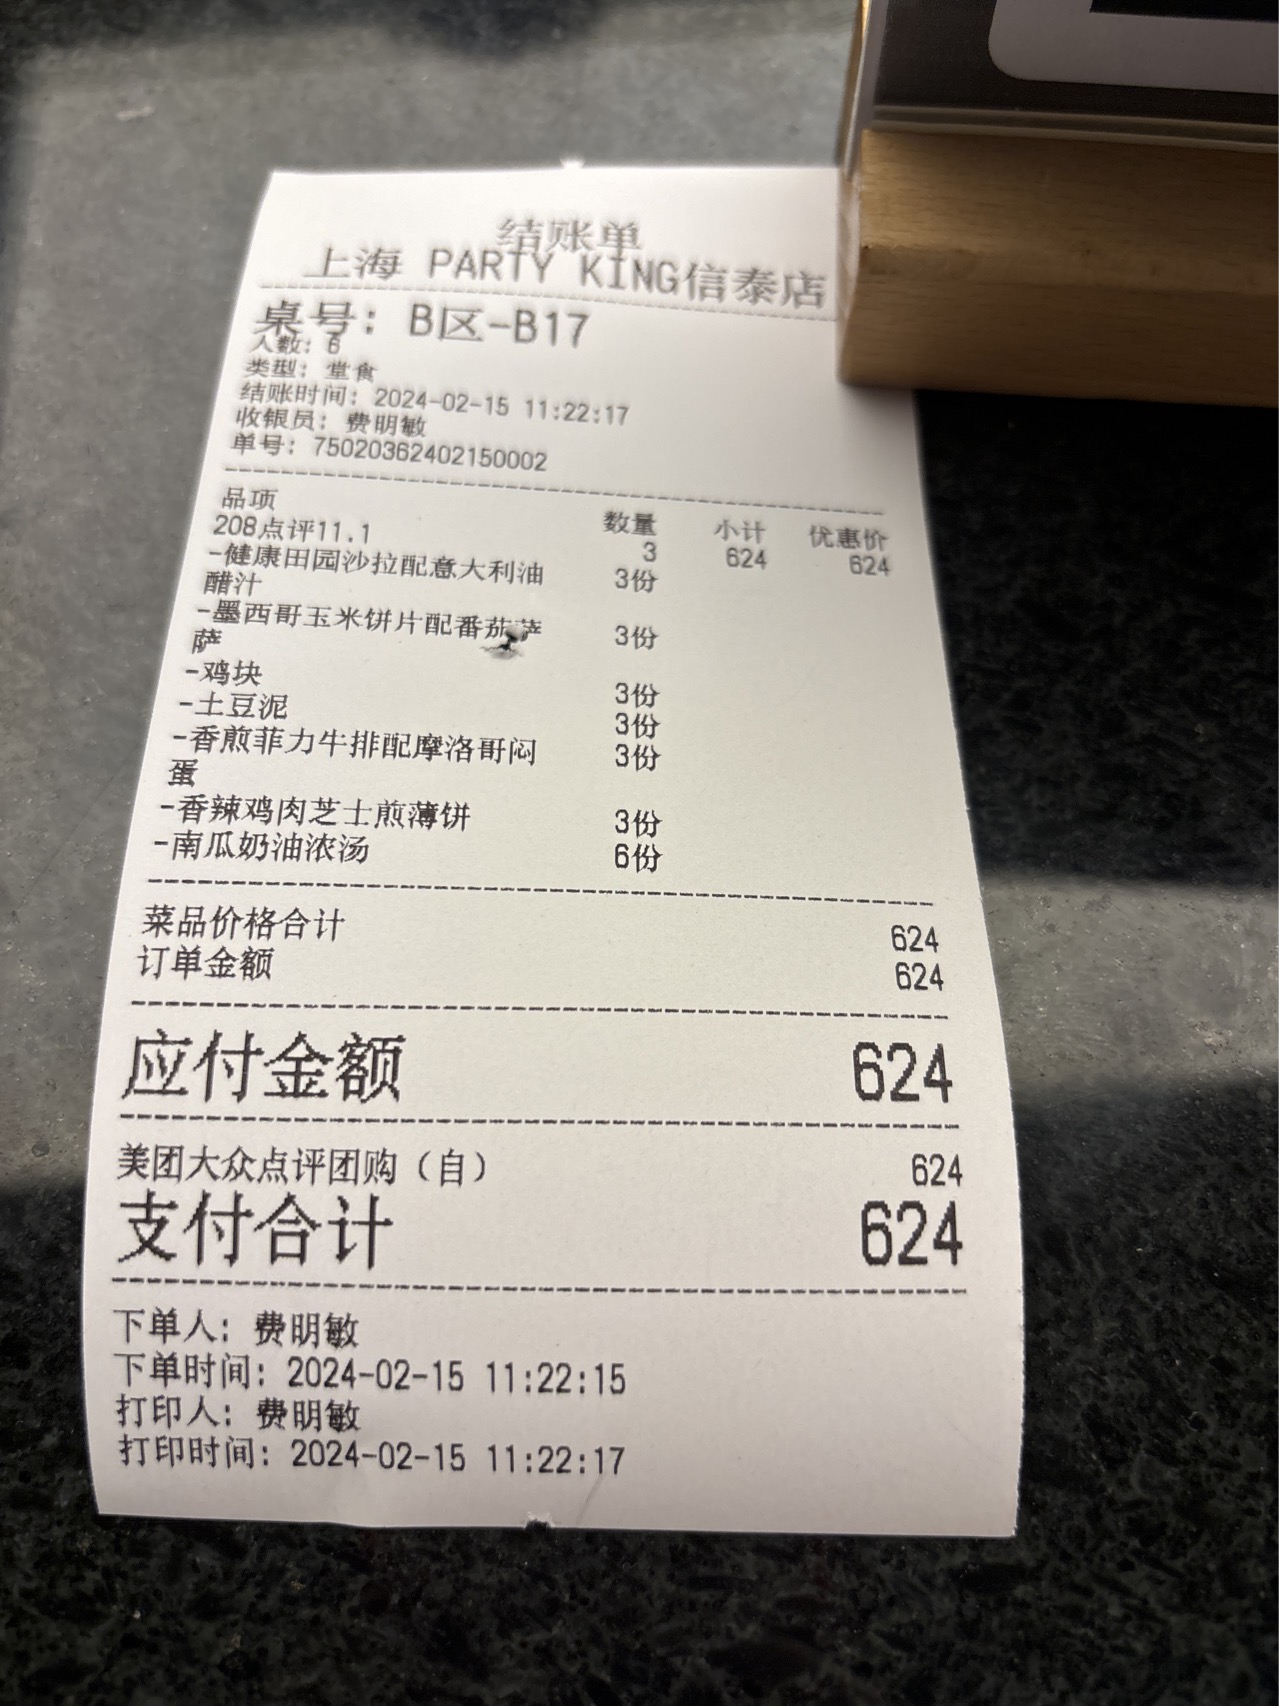 结账单
上海 PARTY KING信泰店
桌号: B区-B17
人数: 6
类型: 堂食
结账时间: 2024-02-15 11:22:17
收银员: 费明敏
单号: 75020362402150002
品项 数量 小计 优惠价
208点评11.1 3 624 624
-健康田园沙拉配意大利油 3份
醋汁
-墨西哥玉米饼片配番茄萨 3份
萨
-鸡块 3份
-土豆泥 3份
-香煎菲力牛排配摩洛哥闷 3份
蛋
-香辣鸡肉芝士煎薄饼 3份
-南瓜奶油浓汤 6份
菜品价格合计 624
订单金额 624
应付金额 624
美团大众点评团购（自） 624
支付合计 624
下单人: 费明敏
下单时间: 2024-02-15 11:22:15
打印人: 费明敏
打印时间: 2024-02-15 11:22:17